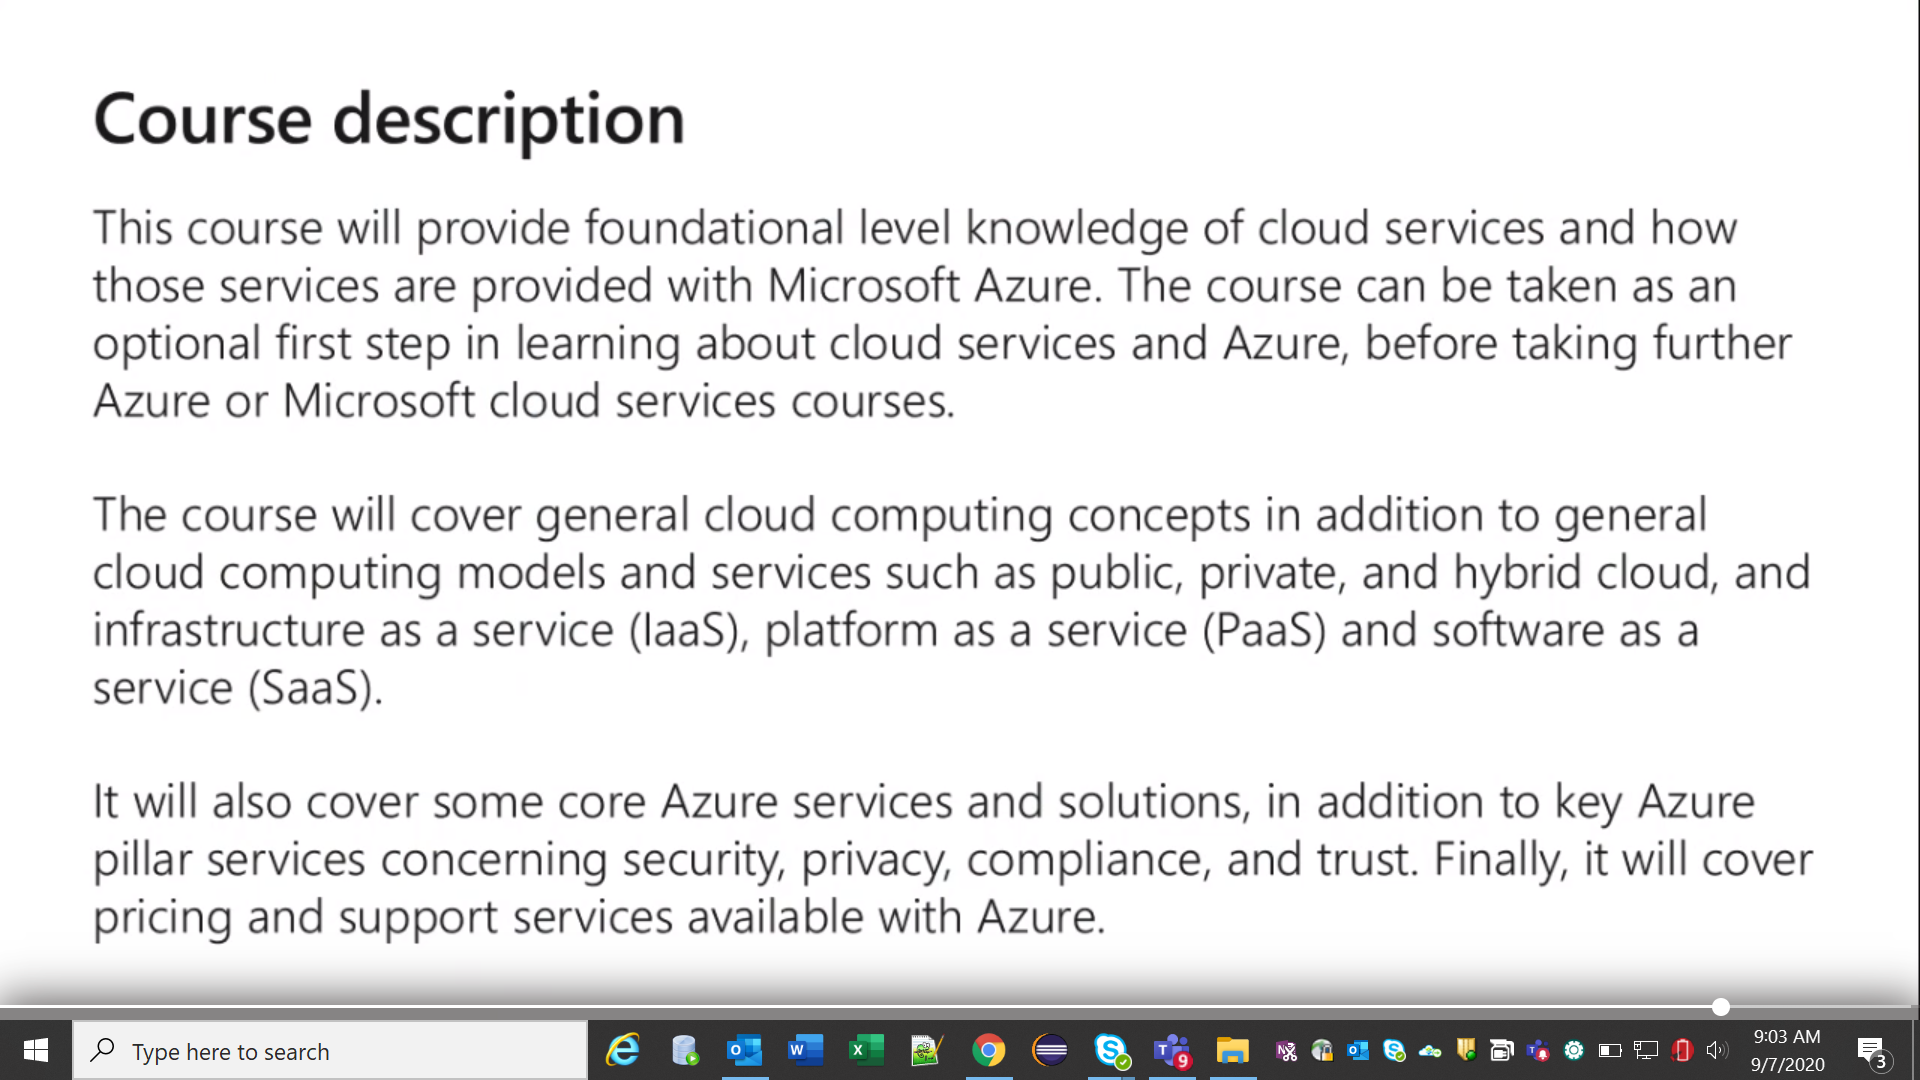 Course description
This course will provide foundational level knowledge of cloud services and how
those services are provided with Microsoft Azure. The course can be taken as an
optional first step in learning about cloud services and Azure, before taking further
Azure or Microsoft cloud services courses.
The course will cover general cloud computing concepts in addition to general
cloud computing models and services such as public, private, and hybrid cloud, and
infrastructure as a service (IaaS), platform as a service (PaaS) and software as a
service (SaaS).
It will also cover some core Azure services and solutions, in addition to key Azure
pillar services concerning security, privacy, compliance, and trust. Finally, it will cover
pricing and support services available with Azure.
Type here to search
9
9:03 AM
9/7/2020
3